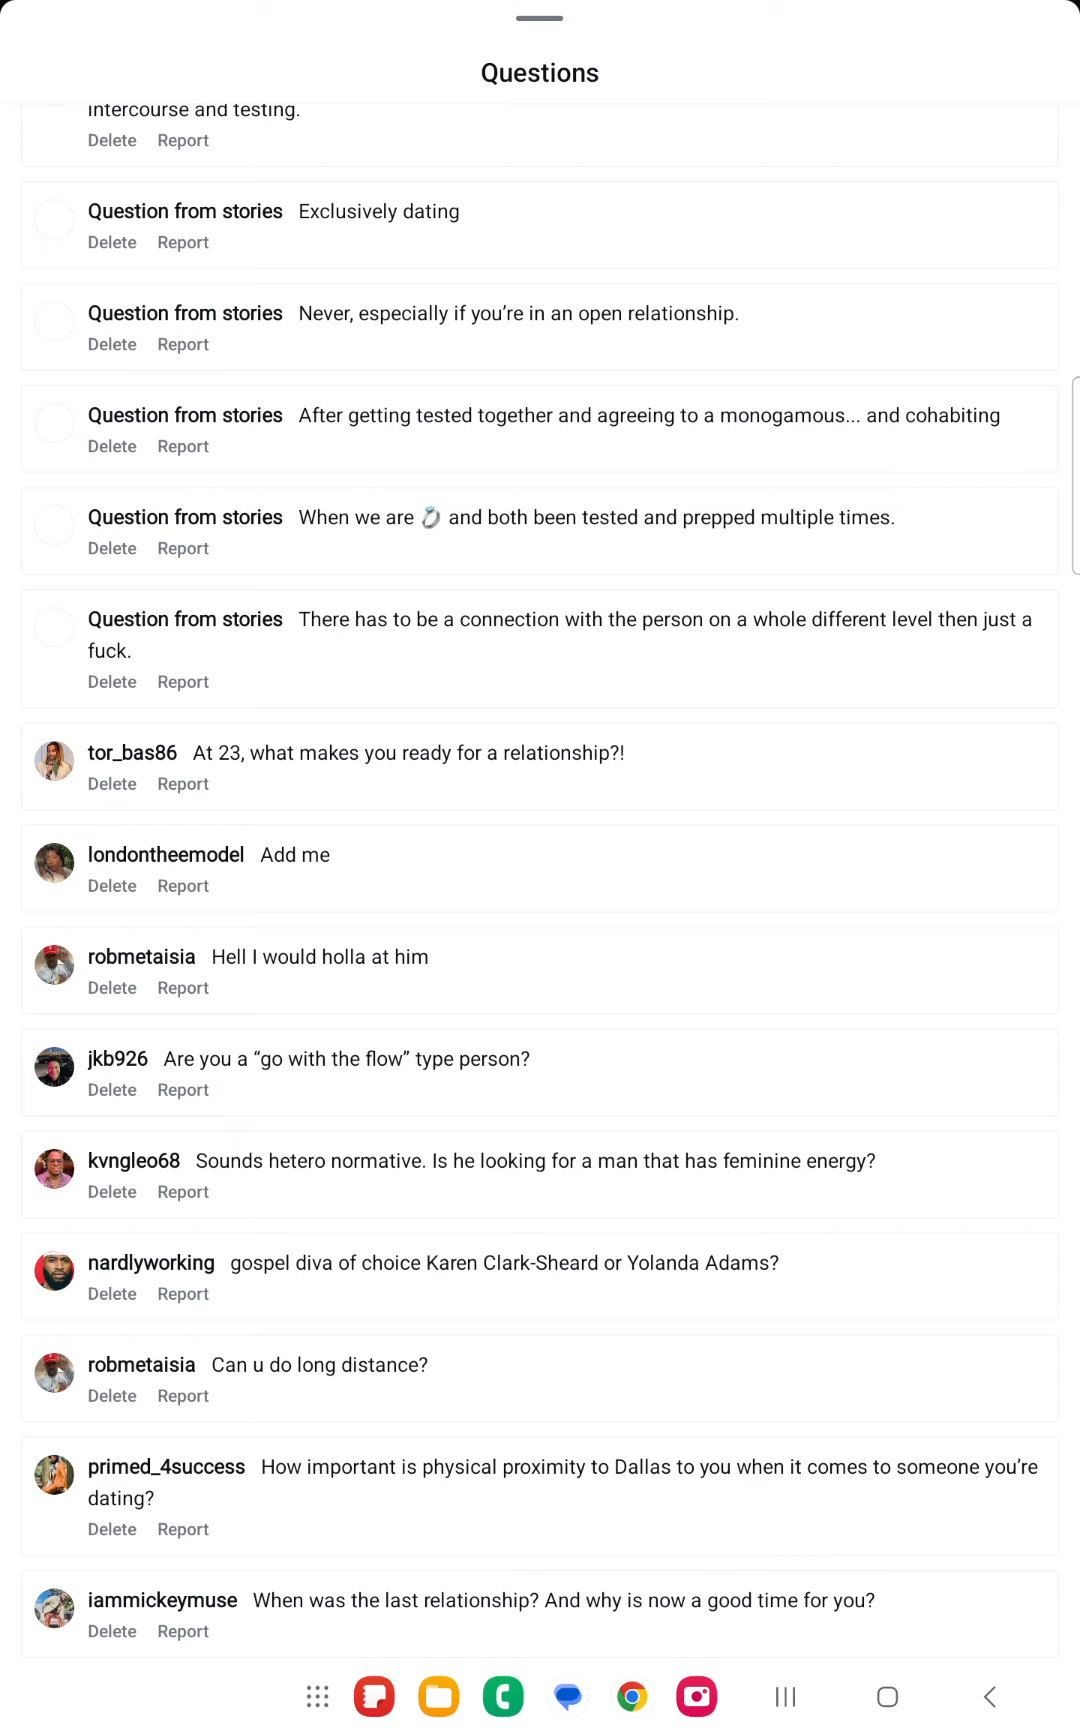 Questions
intercourse and testing.
Delete Report
Question from stories Exclusively dating
Delete Report
Question from stories Never, especially if you’re in an open relationship.
Delete Report
Question from stories After getting tested together and agreeing to a monogamous... and cohabiting
Delete Report
Question from stories When we are 💍 and both been tested and prepped multiple times.
Delete Report
Question from stories There has to be a connection with the person on a whole different level then just a
fuck.
Delete Report
tor_bas86 At 23, what makes you ready for a relationship?!
Delete Report
londontheemodel Add me
Delete Report
robmetaisia Hell I would holla at him
Delete Report
jkb926 Are you a “go with the flow” type person?
Delete Report
kvngleo68 Sounds hetero normative. Is he looking for a man that has feminine energy?
Delete Report
nardlyworking gospel diva of choice Karen Clark-Sheard or Yolanda Adams?
Delete Report
robmetaisia Can u do long distance?
Delete Report
primed_4success How important is physical proximity to Dallas to you when it comes to someone you’re
dating?
Delete Report
iammickeymuse When was the last relationship? And why is now a good time for you?
Delete Report